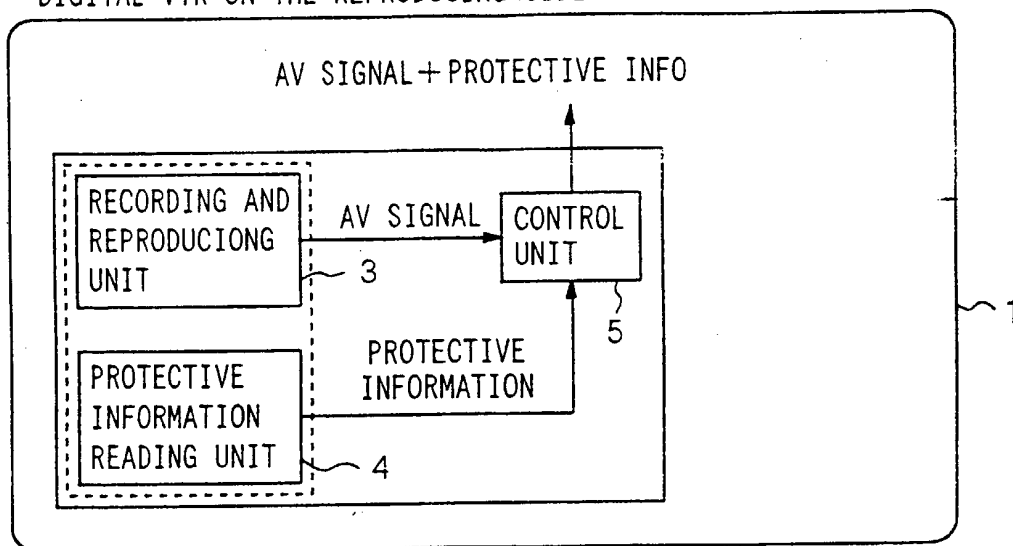 AV SIGNAL+PROTECTIVE INFO
RECORDING AND
REPRODUCIONG
UNIT
3
AV SIGNAL
CONTROL
UNIT
5
1
PROTECTIVE
INFORMATION
PROTECTIVE
INFORMATION
READING UNIT
4